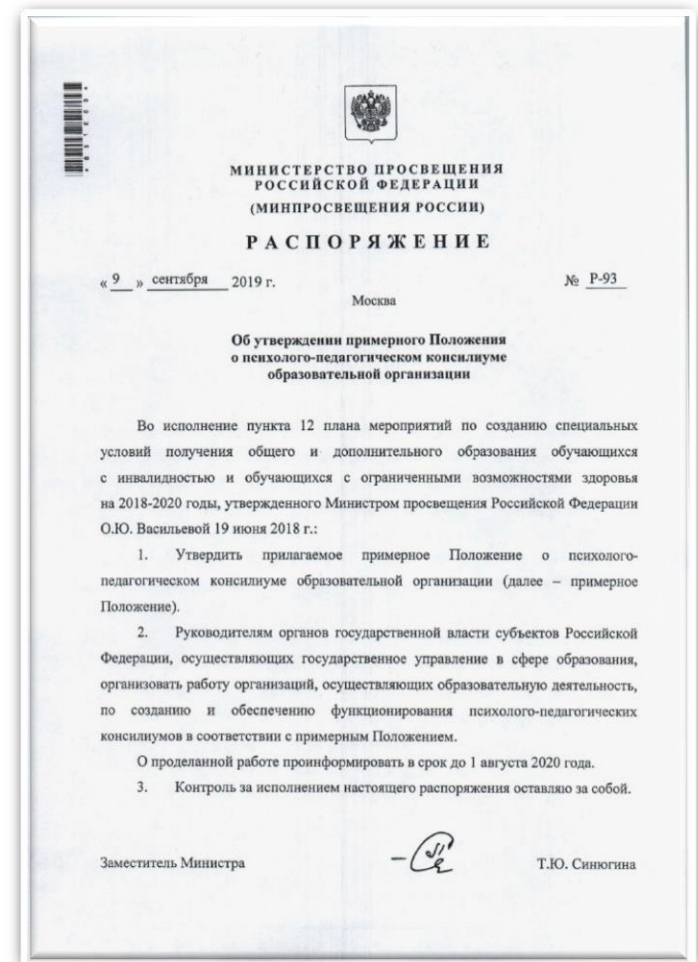 МИНИСТЕРСТВО ПРОСВЕЩЕНИЯ
РОССИЙСКОЙ ФЕДЕРАЦИИ
(МИНПРОСВЕЩЕНИЯ РОССИИ)
РАСПОРЯЖЕНИЕ
« 9 » сентября 2019 г. № Р-93
Москва
Об утверждении примерного Положения
о психолого-педагогическом консилиуме
образовательной организации
Во исполнение пункта 12 плана мероприятий по созданию специальных
условий получения общего и дополнительного образования обучающихся
с инвалидностью и обучающихся с ограниченными возможностями здоровья
на 2018-2020 годы, утвержденного Министром просвещения Российской Федерации
О.Ю. Васильевой 19 июня 2018 г.:
1. Утвердить прилагаемое примерное Положение о психолого-
педагогическом консилиуме образовательной организации (далее – примерное
Положение).
2. Руководителям органов государственной власти субъектов Российской
Федерации, осуществляющих государственное управление в сфере образования,
организовать работу организаций, осуществляющих образовательную деятельность,
по созданию и обеспечению функционирования психолого-педагогических
консилиумов в соответствии с примерным Положением.
О проделанной работе проинформировать в срок до 1 августа 2020 года.
3. Контроль за исполнением настоящего распоряжения оставляю за собой.
Заместитель Министра Т.Ю. Синюгина